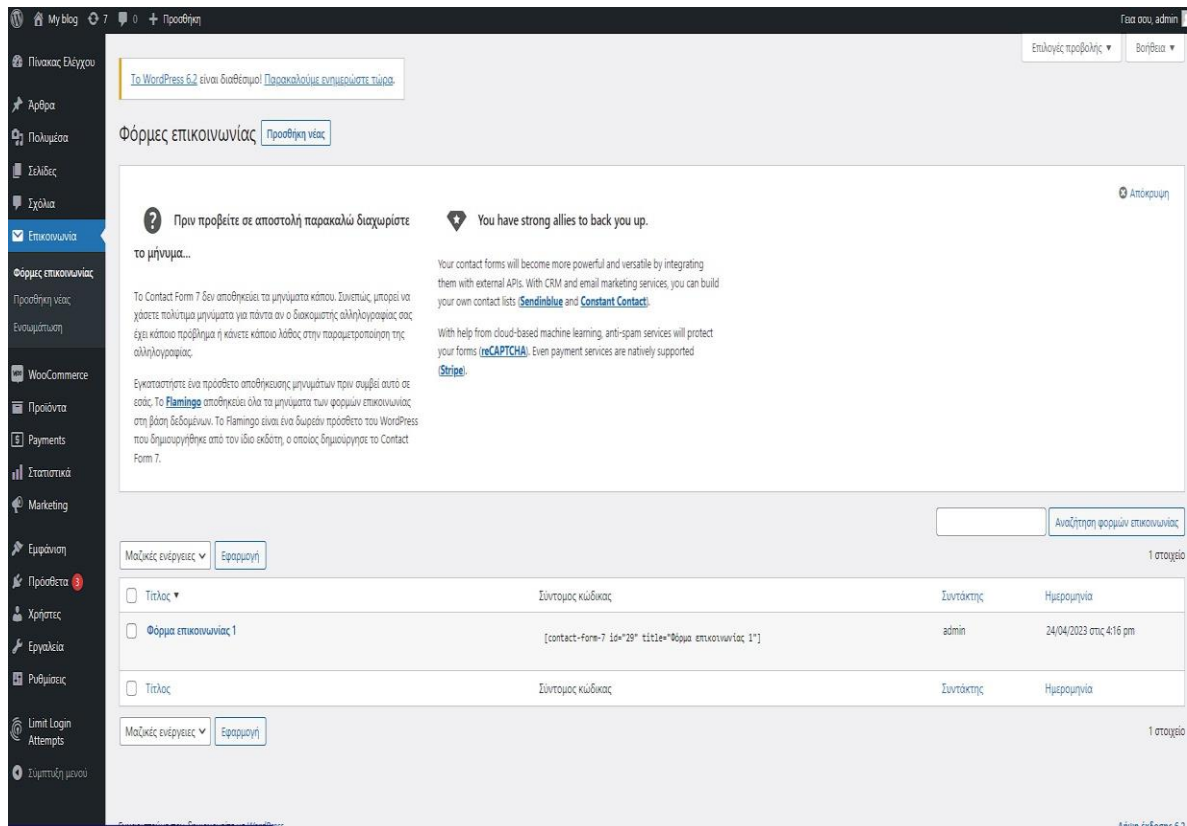 My blog 7 0 + Προσθήκη
Γεια σου, admin
Πίνακας Ελέγχου
Άρθρα
Πολυμέσα
Σελίδες
Σχόλια
Επικοινωνία
Φόρμες επικοινωνίας
Προσθήκη νέας
Ενσωμάτωση
WooCommerce
Προϊόντα
Payments
Στατιστικά
Marketing
Εμφάνιση
Πρόσθετα 3
Χρήστες
Εργαλεία
Ρυθμίσεις
Limit Login
Attempts
Σύμπτυξη μενού
Επιλογές προβολής ▼ Βοήθεια ▼
Το WordPress 6.2 είναι διαθέσιμο! Παρακαλούμε ενημερώστε τώρα.
Φόρμες επικοινωνίας Προσθήκη νέας
Απόκρυψη
Πριν προβείτε σε αποστολή παρακαλώ διαχωρίστε
το μήνυμα...
Το Contact Form 7 δεν αποθηκεύει τα μηνύματα κάπου. Συνεπώς, μπορεί να
χάσετε πολύτιμα μηνύματα για πάντα αν ο διακομιστής αλληλογραφίας σας
έχει κάποιο πρόβλημα ή κάνετε κάποιο λάθος στην παραμετροποίηση της
αλληλογραφίας.
Εγκαταστήστε ένα πρόσθετο αποθήκευσης μηνυμάτων πριν συμβεί αυτό σε
εσάς. Το Flamingo αποθηκεύει όλα τα μηνύματα των φορμών επικοινωνίας
στη βάση δεδομένων. Το Flamingo είναι ένα δωρεάν πρόσθετο του WordPress
που δημιουργήθηκε από τον ίδιο εκδότη, ο οποίος δημιούργησε το Contact
Form 7.
You have strong allies to back you up.
Your contact forms will become more powerful and versatile by integrating
them with external APIs. With CRM and email marketing services, you can build
your own contact lists (Sendinblue and Constant Contact).
With help from cloud-based machine learning, anti-spam services will protect
your forms (reCAPTCHA). Even payment services are natively supported
(Stripe).
Αναζήτηση φορμών επικοινωνίας
Μαζικές ενέργειες Εφαρμογή
1 στοιχείο
Τίτλος ▼ Σύντομος κώδικας Συντάκτης Ημερομηνία
Φόρμα επικοινωνίας 1 [contact-form-7 id="29" title="Φόρμα επικοινωνίας 1"] admin 24/04/2023 στις 4:16 pm
Τίτλος Σύντομος κώδικας Συντάκτης Ημερομηνία
Μαζικές ενέργειες Εφαρμογή
1 στοιχείο